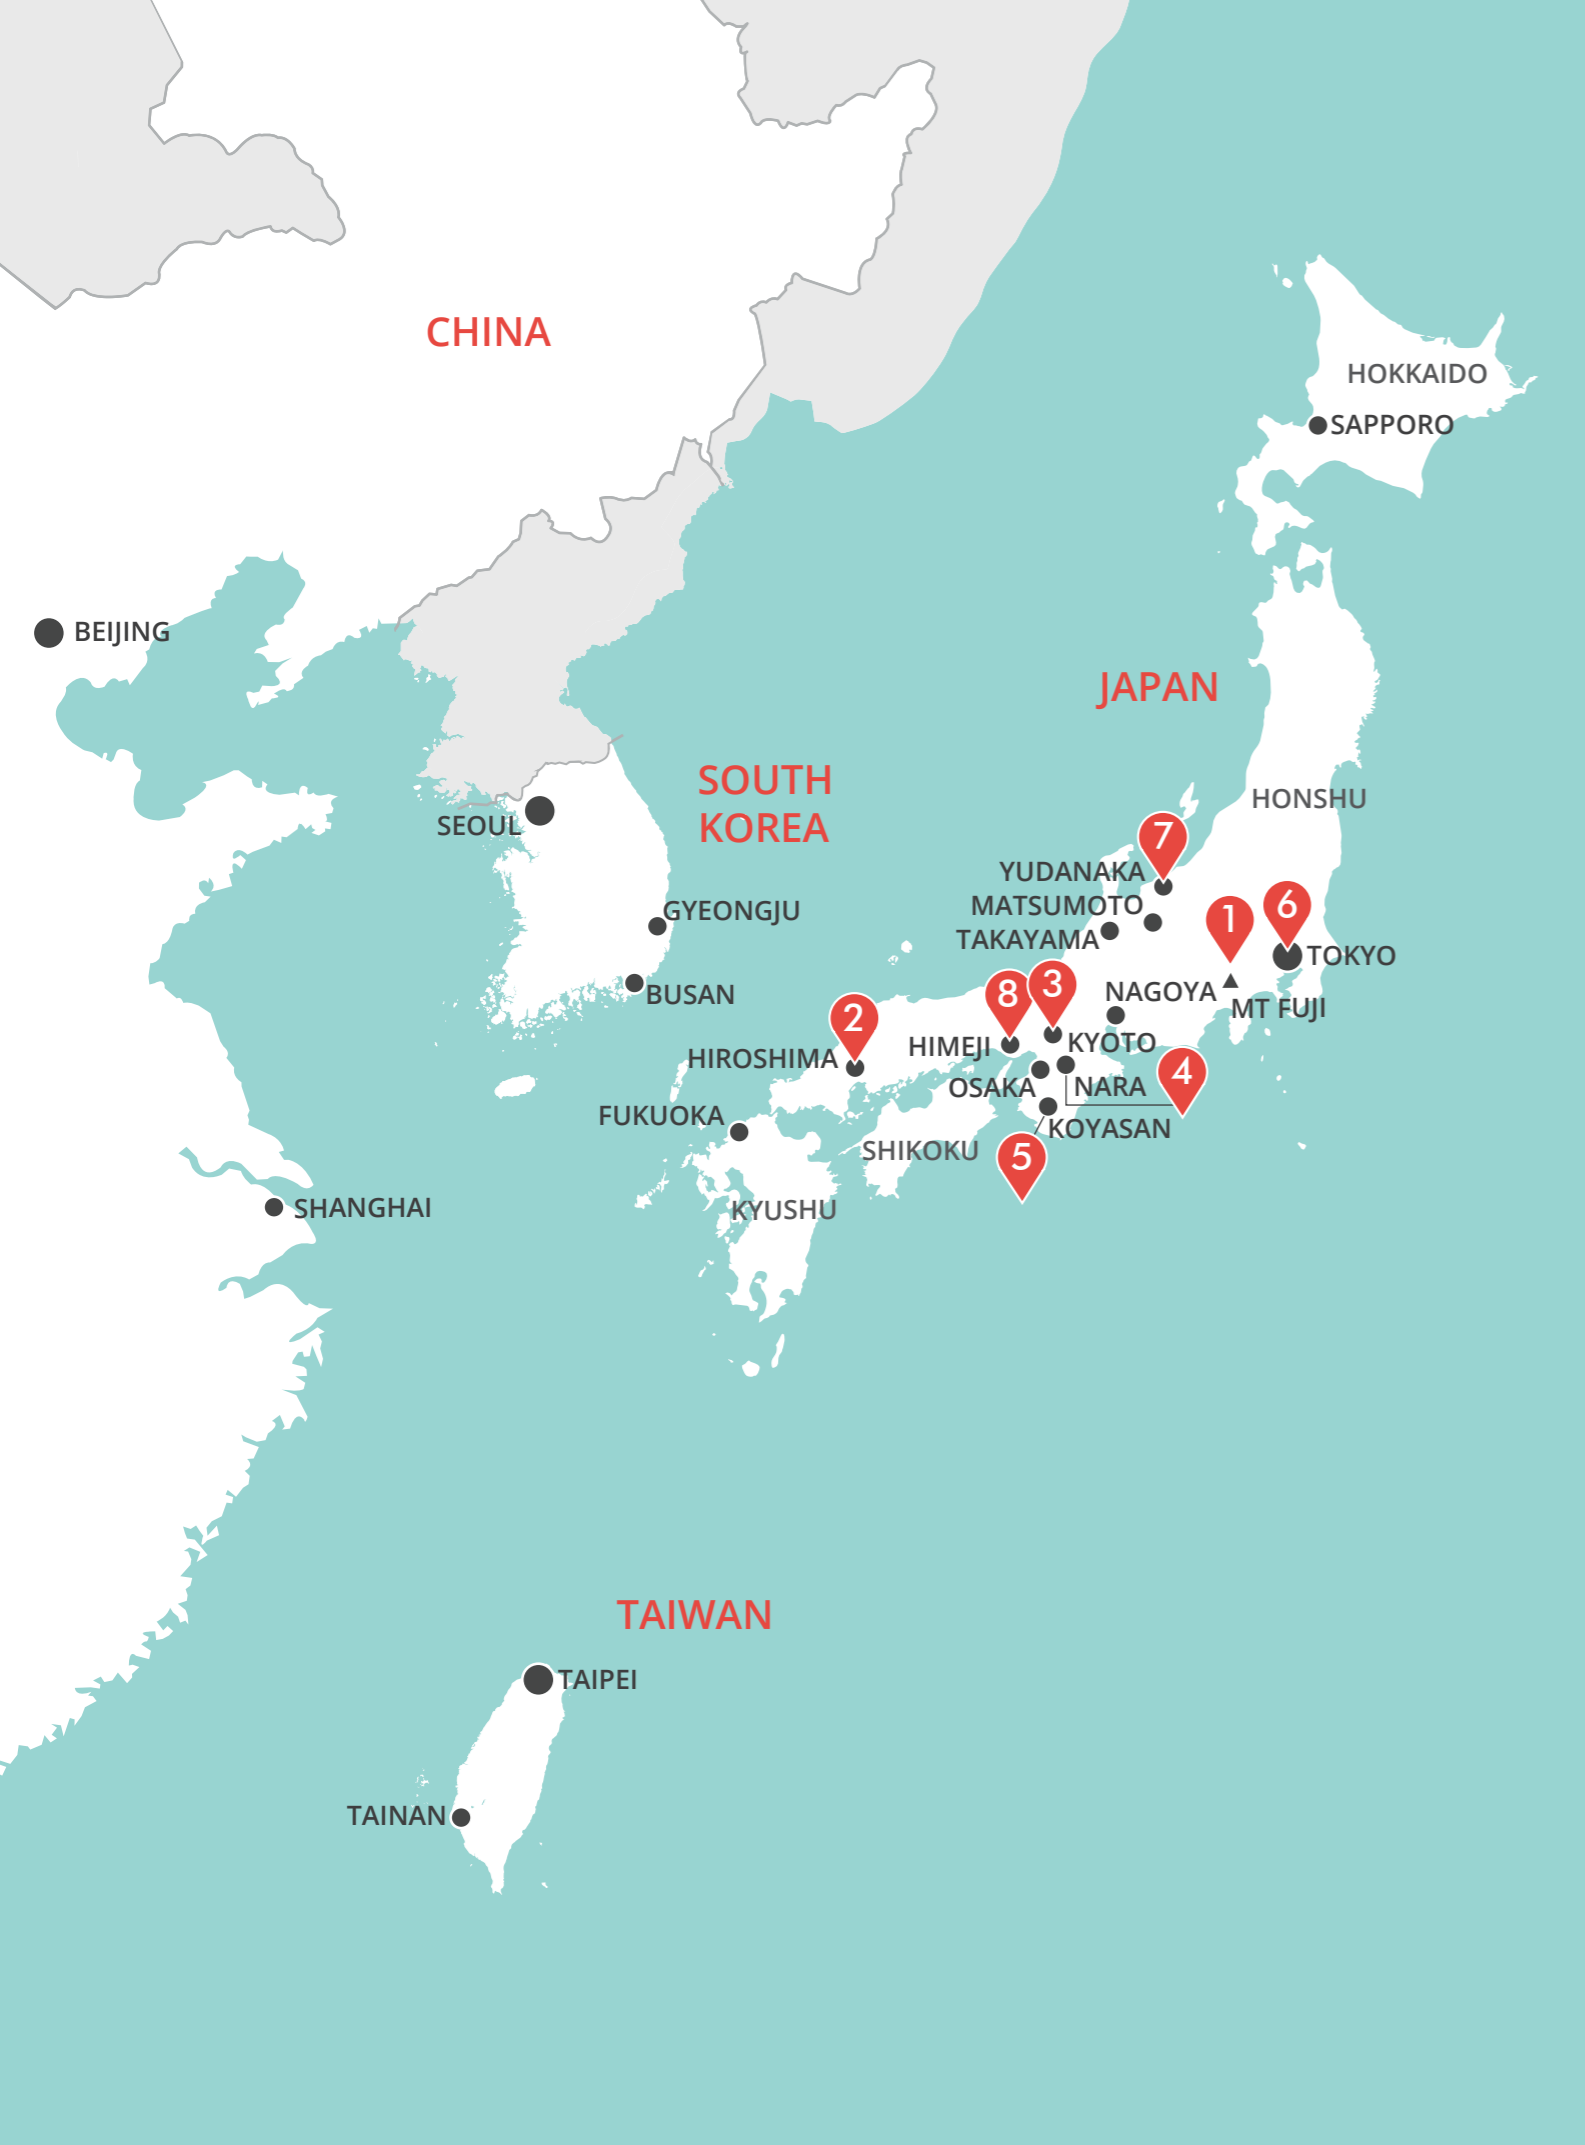 CHINA
HOKKAIDO
SAPPORO
BEIJING
JAPAN
SOUTH
KOREA
HONSHU
SEOUL
7
YUDANAKA
MATSUMOTO
TAKAYAMA
1
6
TOKYO
GYEONGJU
BUSAN
NAGOYA
MT FUJI
2
8
3
HIROSHIMA
HIMEJI
KYOTO
4
OSAKA
NARA
FUKUOKA
KOYASAN
SHIKOKU
5
KYUSHU
SHANGHAI
TAIWAN
TAIPEI
TAINAN